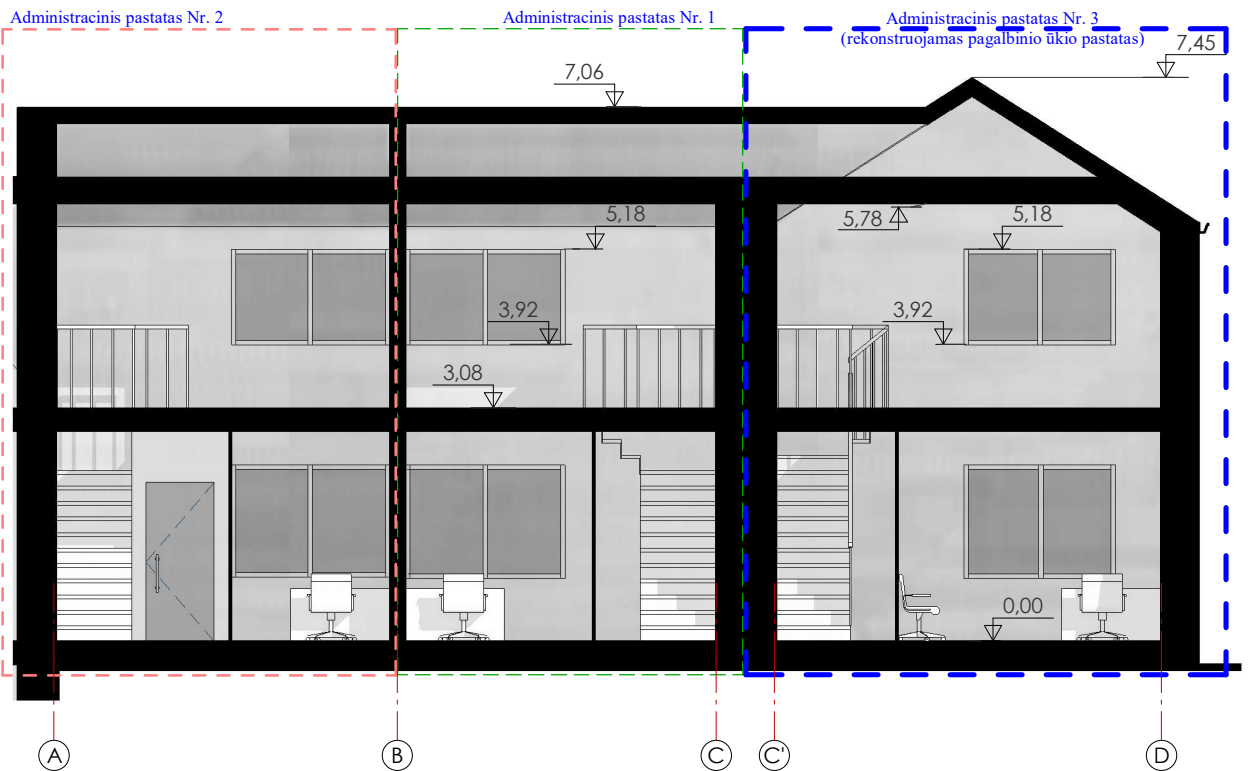 Administracinis pastatas Nr. 2
Administracinis pastatas Nr. 1
Administracinis pastatas Nr. 3
(rekonstruojamas pagalbinio ūkio pastatas)
7,45
7,06
5,18
5,78
5,18
3,92
3,92
3,08
0,00
A
B
C
C'
D